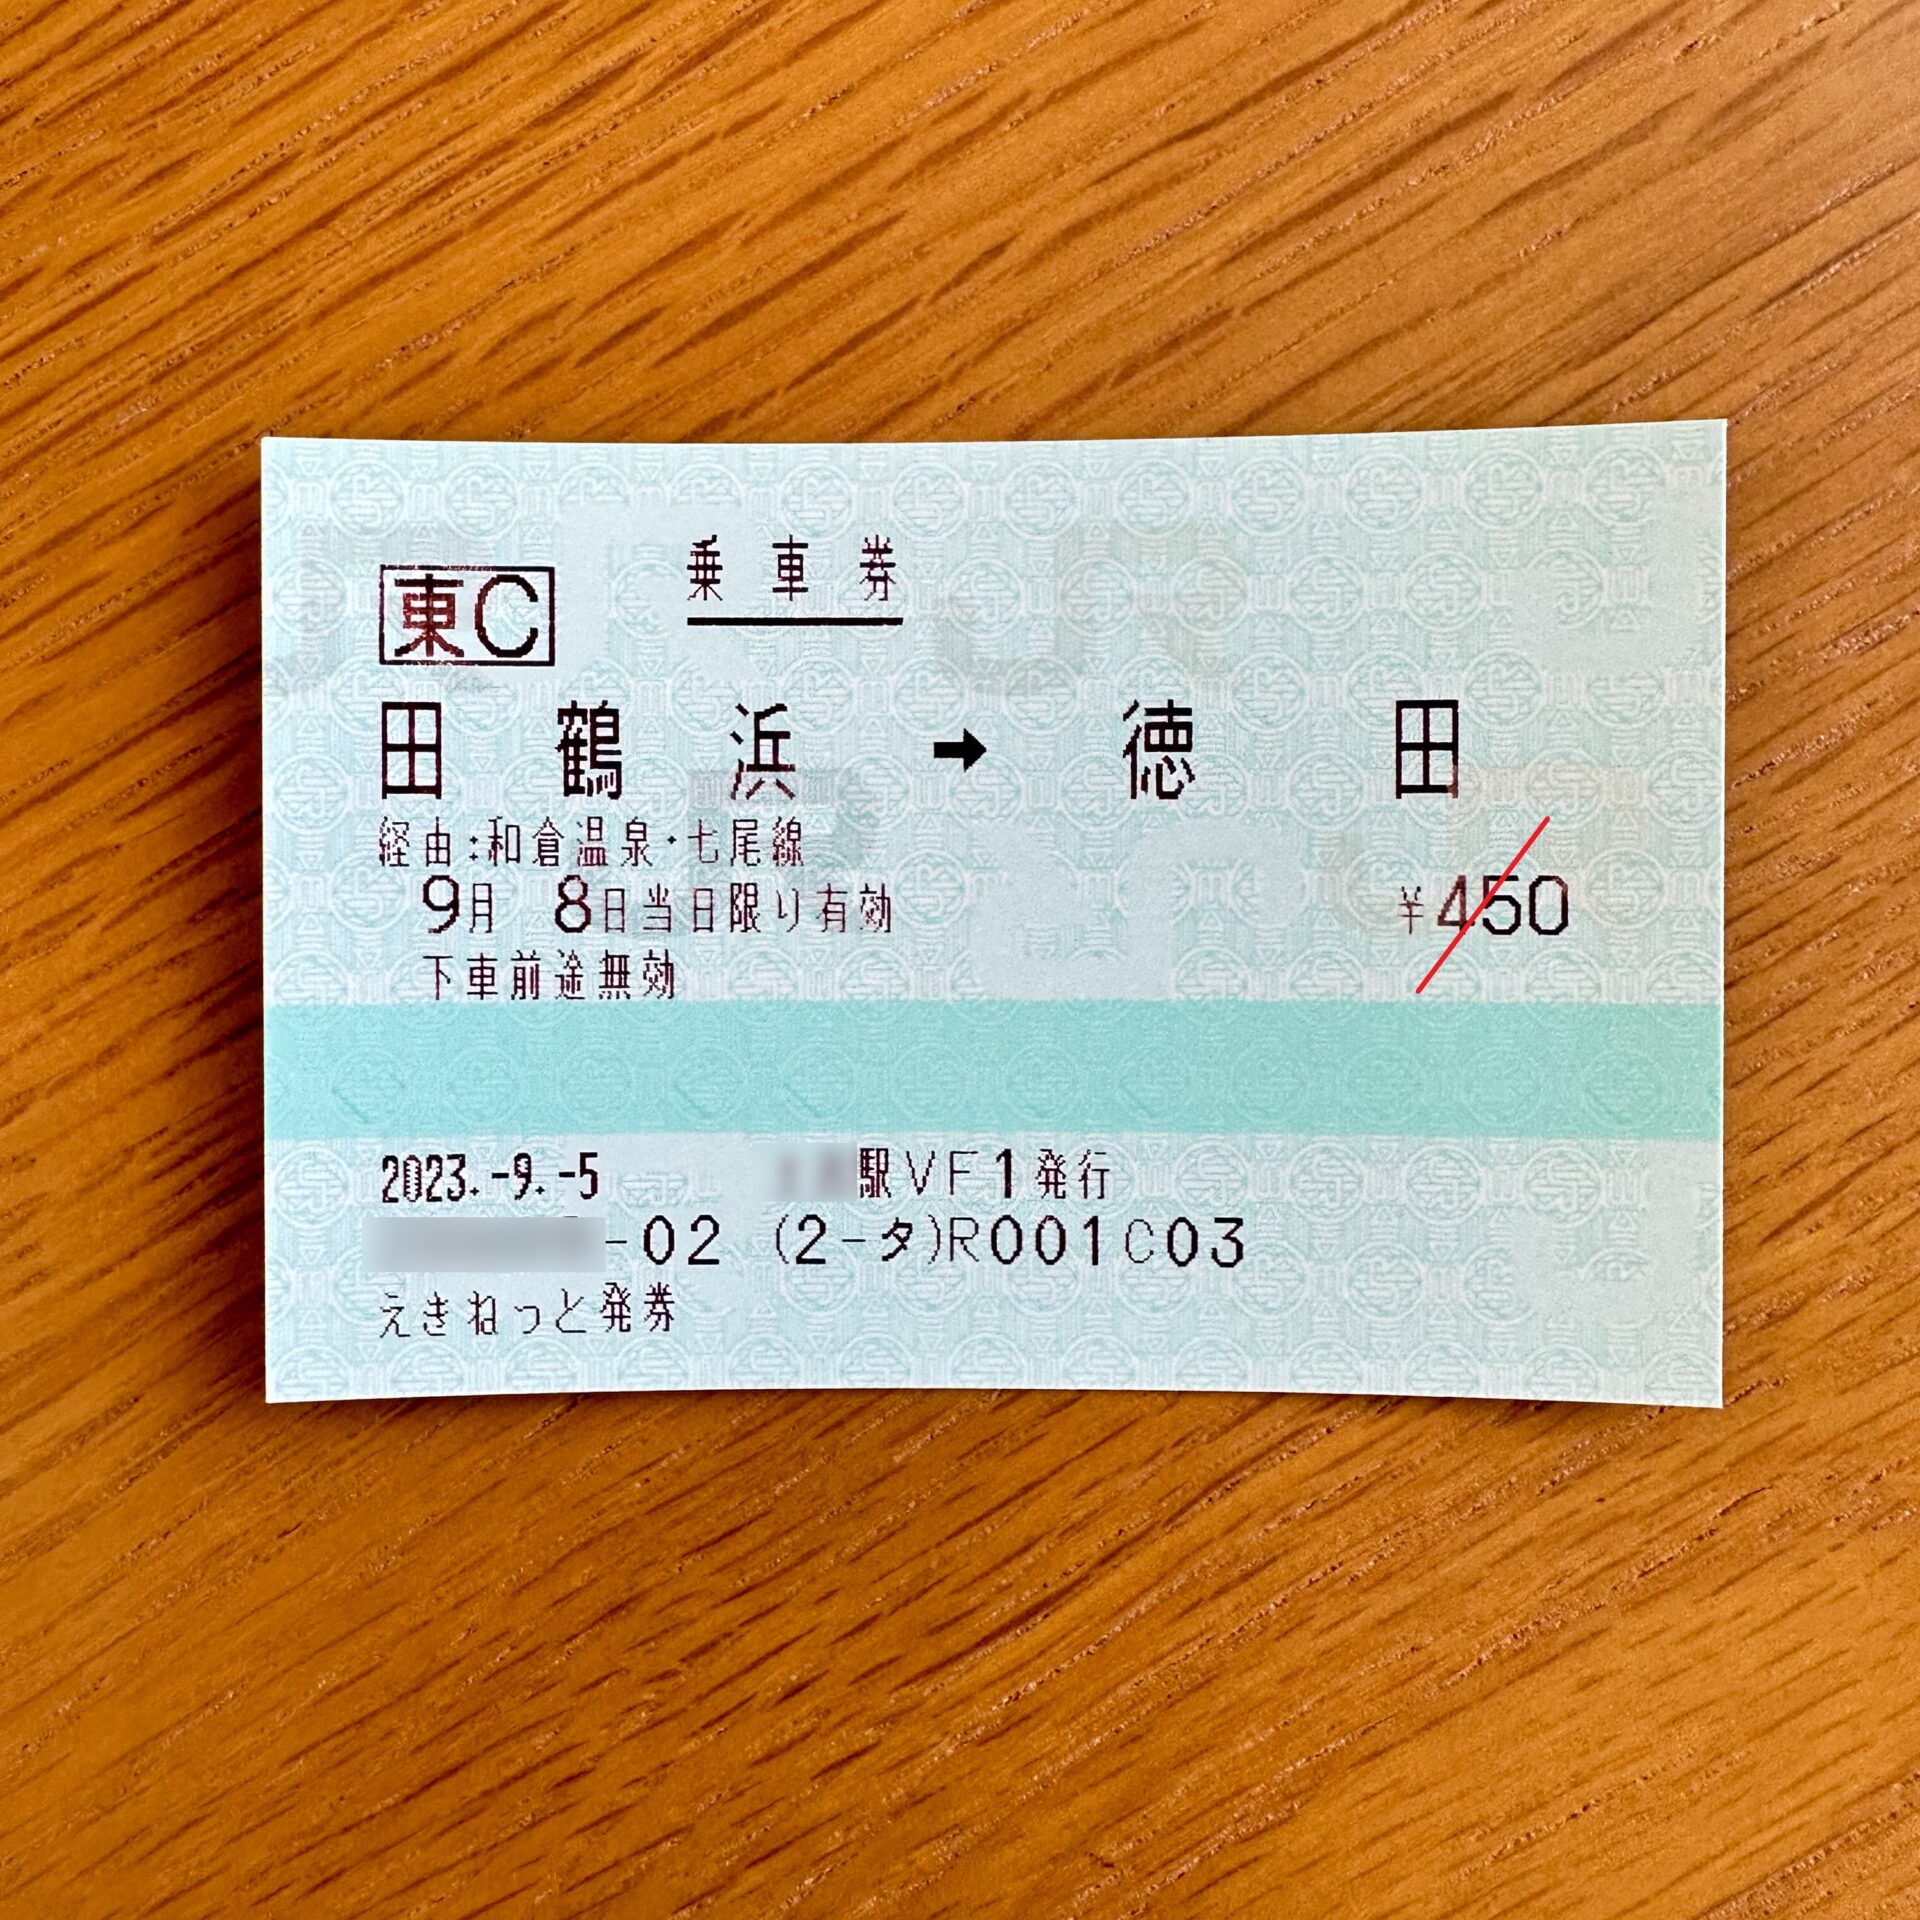 乗車券
東C
田鶴浜 → 徳田
経由:和倉温泉・七尾線
9月 8日当日限り有効 ¥450
下車前途無効
2023.-9.-5 駅VF1発行
-02 (2-タ)R001C03
えきねっと発券